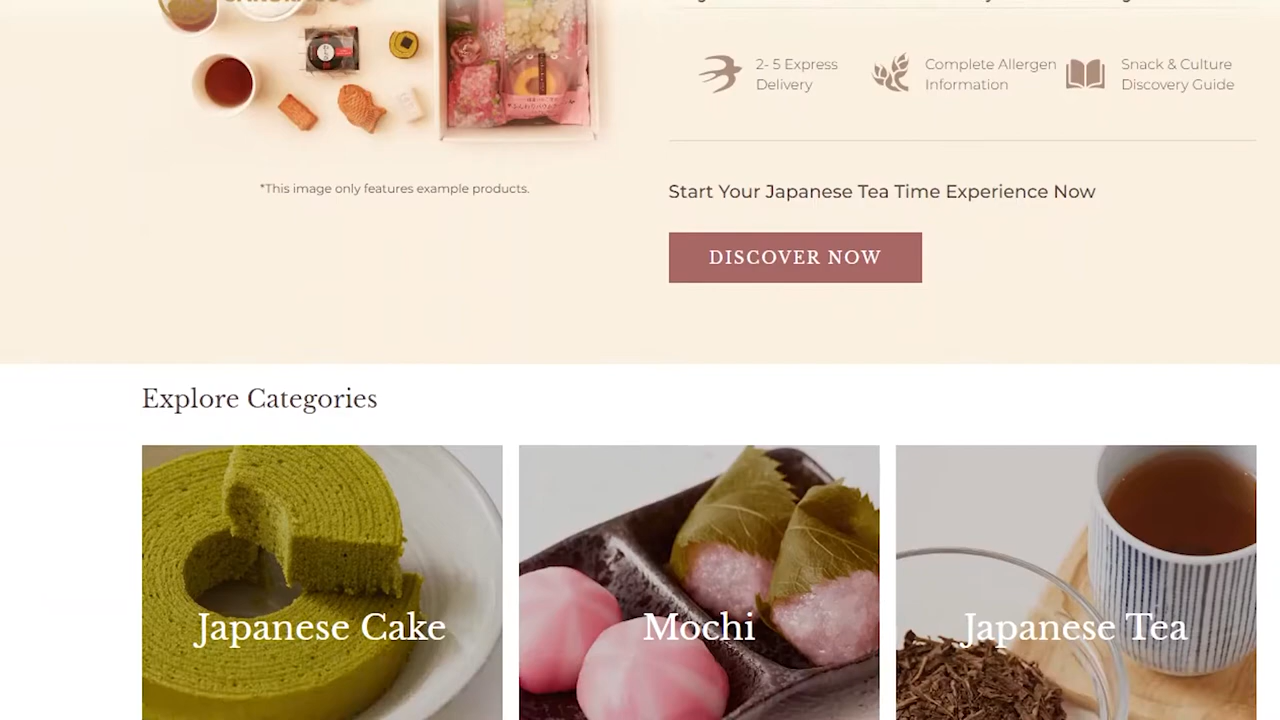 2- 5 Express
Delivery
Complete Allergen
Information
Snack & Culture
Discovery Guide
*This image only features example products.
Start Your Japanese Tea Time Experience Now
DISCOVER NOW
Explore Categories
Japanese Cake
Mochi
Japanese Tea